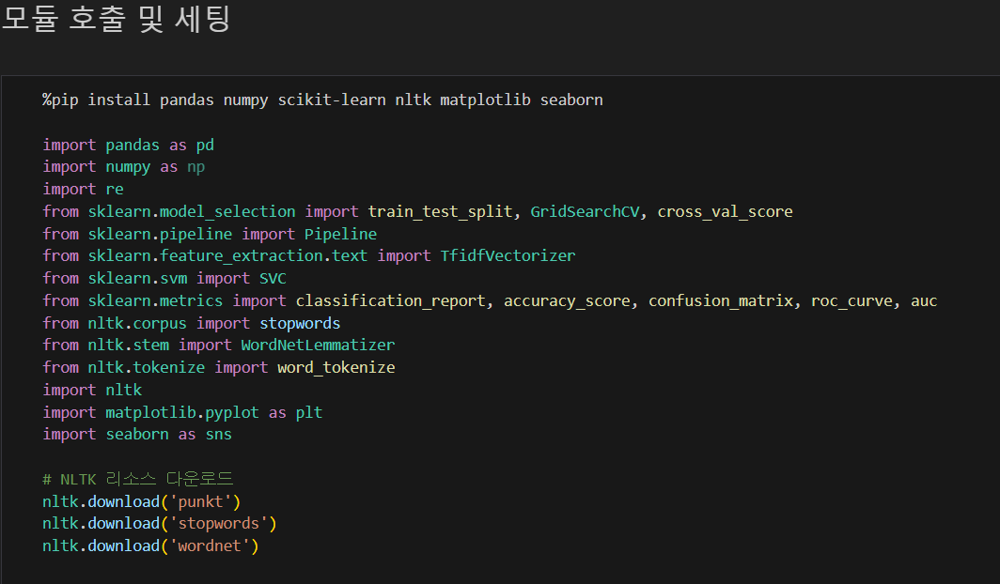 모듈 호출 및 세팅
%pip install pandas numpy scikit-learn nltk matplotlib seaborn
import pandas as pd
import numpy as np
import re
from sklearn.model_selection import train_test_split, GridSearchCV, cross_val_score
from sklearn.pipeline import Pipeline
from sklearn.feature_extraction.text import TfidfVectorizer
from sklearn.svm import SVC
from sklearn.metrics import classification_report, accuracy_score, confusion_matrix, roc_curve, auc
from nltk.corpus import stopwords
from nltk.stem import WordNetLemmatizer
from nltk.tokenize import word_tokenize
import nltk
import matplotlib.pyplot as plt
import seaborn as sns
# NLTK 리소스 다운로드
nltk.download('punkt')
nltk.download('stopwords')
nltk.download('wordnet')